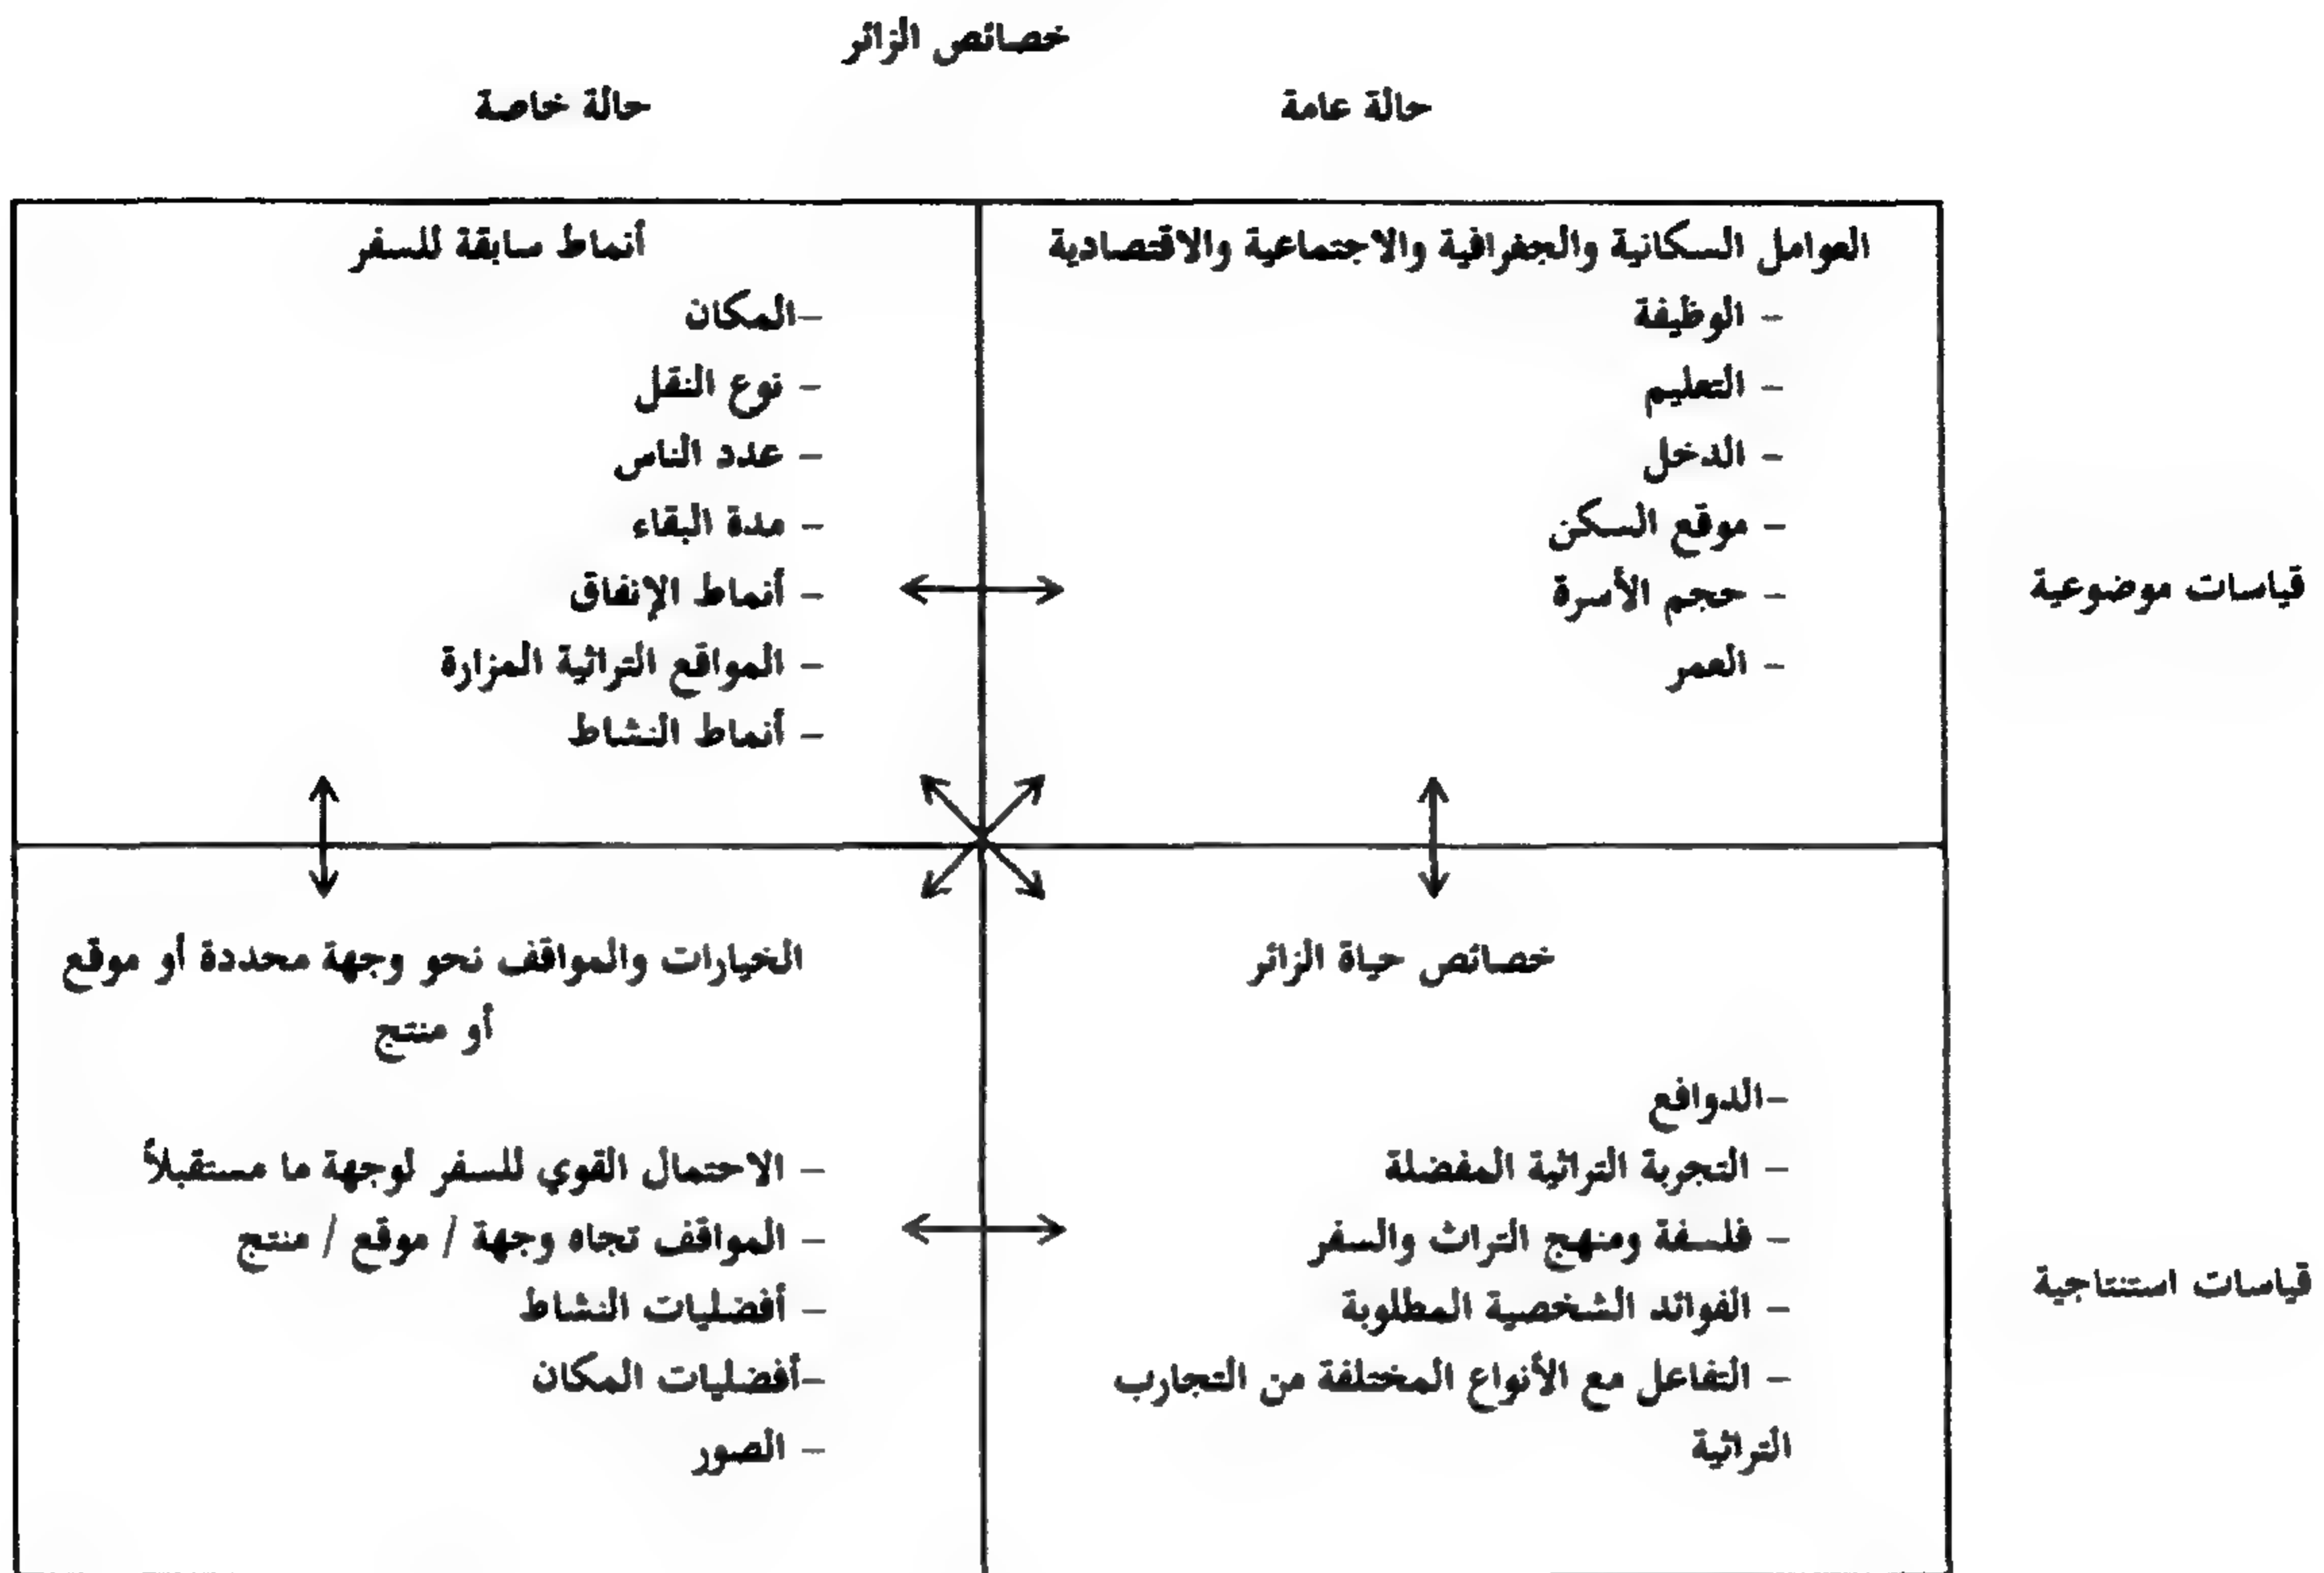 خصائص الزائر
حالة عامة
حالة خاصة
العوامل السكانية والجغرافية والاجتماعية والاقتصادية
– الوظيفة
– التعليم
– الدخل
– موقع السكن
– حجم الأسرة
– العمر
أنماط سابقة للسفر
–المكان
– نوع النقل
– عدد الناس
– مدة البقاء
– أنماط الإنفاق
– المواقع التراثية المزارة
– أنماط النشاط
قياسات موضوعية
خصائص حياة الزائر
–الدوافع
– التجربة التراثية المفضلة
– فلسفة ومنهج التراث والسفر
– الفوائد الشخصية المطلوبة
– التفاعل مع الأنواع المختلفة من التجارب
التراثية
الخيارات والمواقف نحو وجهة محددة أو موقع
أو منتج
– الاحتمال القوي للسفر لوجهة ما مستقبلاً
– المواقف تجاه وجهة / موقع / منتج
– أفضليات النشاط
–أفضليات المكان
– الصور
قياسات استنتاجية